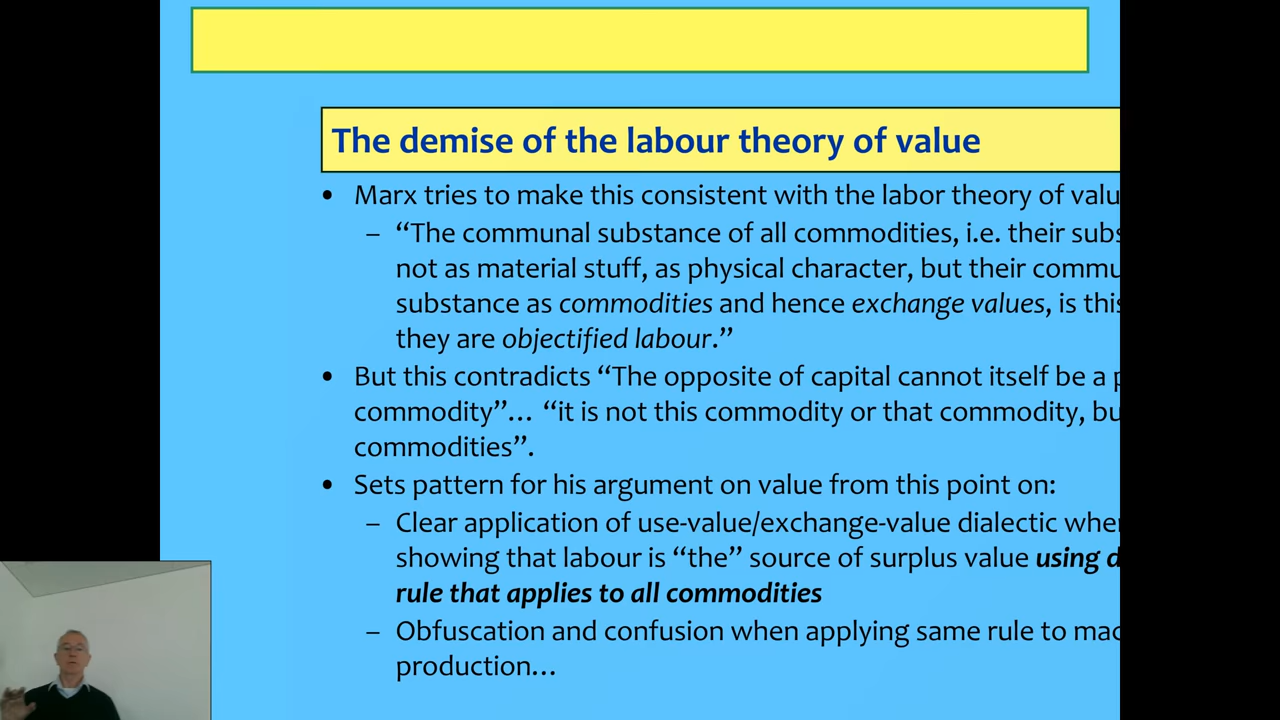 The demise of the labour theory of value
• Marx tries to make this consistent with the labor theory of valu
– “The communal substance of all commodities, i.e. their subs
not as material stuff, as physical character, but their commu
substance as commodities and hence exchange values, is this
they are objectified labour.”
• But this contradicts “The opposite of capital cannot itself be a p
commodity”… “it is not this commodity or that commodity, bu
commodities”.
• Sets pattern for his argument on value from this point on:
– Clear application of use-value/exchange-value dialectic when
showing that labour is “the” source of surplus value using d
rule that applies to all commodities
– Obfuscation and confusion when applying same rule to mac
production…